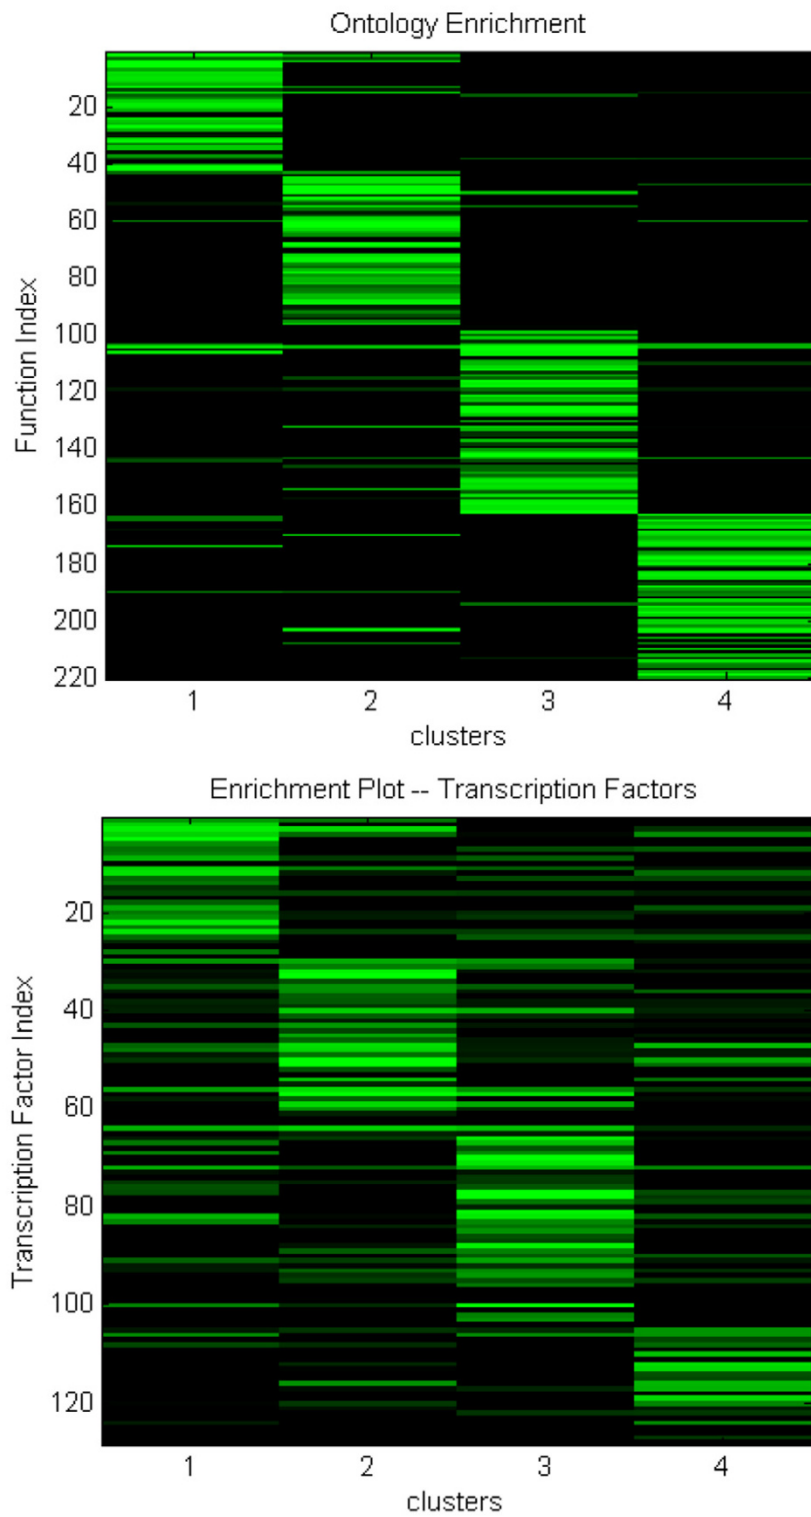 Ontology Enrichment
Function Index
20
40
60
80
100
120
140
160
180
200
220
1 2 3 4
clusters
Enrichment Plot -- Transcription Factors
Transcription Factor Index
20
40
60
80
100
120
1 2 3 4
clusters